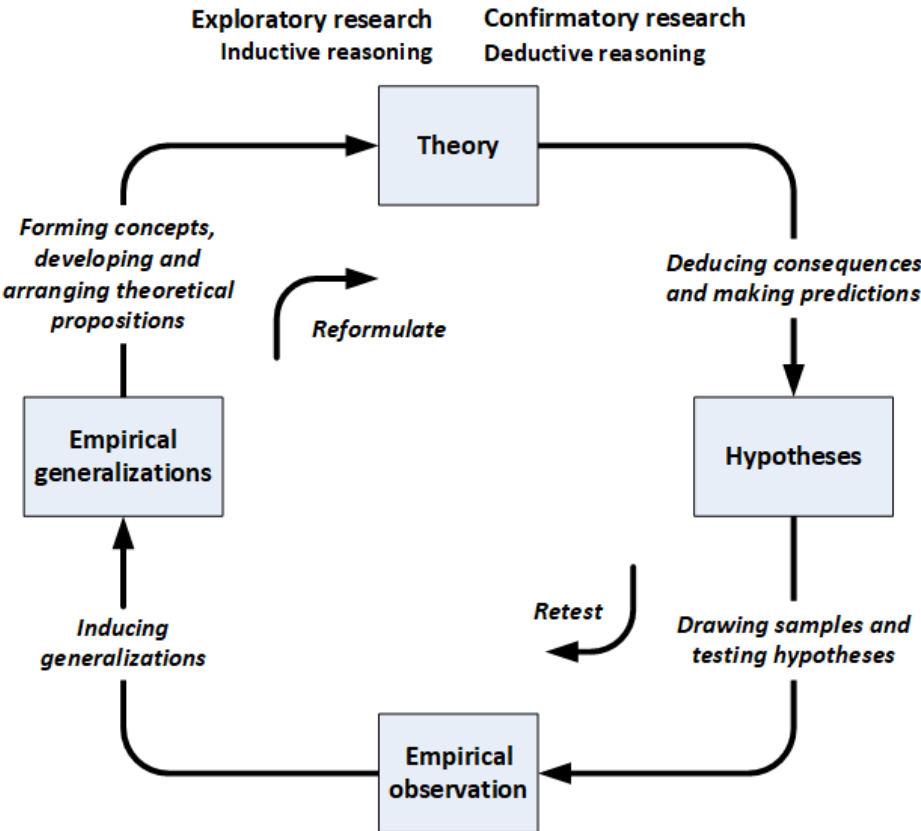 Exploratory research
Inductive reasoning
Confirmatory research
Deductive reasoning
Theory
Forming concepts,
developing and
arranging theoretical
propositions
Deducing consequences
and making predictions
Reformulate
Empirical
generalizations
Hypotheses
Retest
Inducing
generalizations
Drawing samples and
testing hypotheses
Empirical
observation